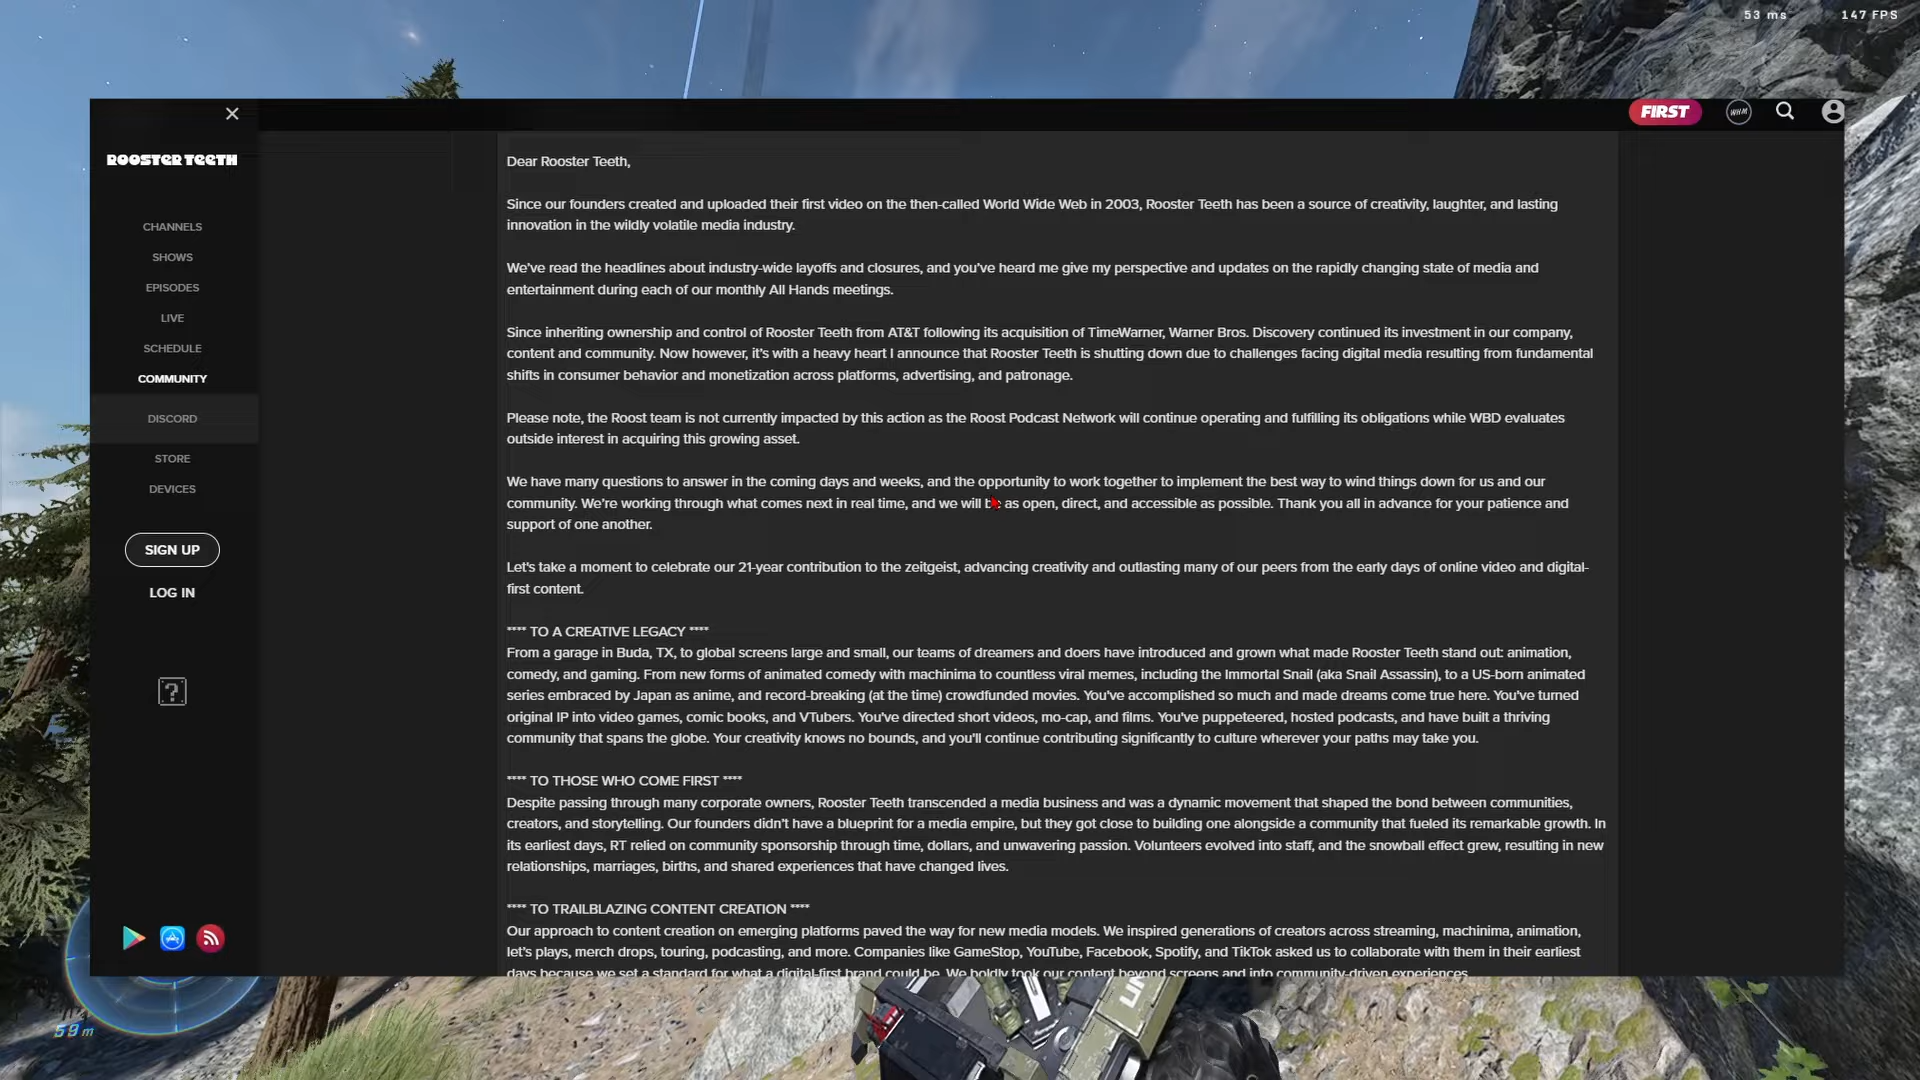 53 ms 147 FPS
FIRST
WHM
ROOSTER TEETH
CHANNELS
SHOWS
EPISODES
LIVE
SCHEDULE
COMMUNITY
DISCORD
STORE
DEVICES
SIGN UP
LOG IN
?
Dear Rooster Teeth,
Since our founders created and uploaded their first video on the then-called World Wide Web in 2003, Rooster Teeth has been a source of creativity, laughter, and lasting
innovation in the wildly volatile media industry.
We've read the headlines about industry-wide layoffs and closures, and you've heard me give my perspective and updates on the rapidly changing state of media and
entertainment during each of our monthly All Hands meetings.
Since inheriting ownership and control of Rooster Teeth from AT&T following its acquisition of TimeWarner, Warner Bros. Discovery continued its investment in our company,
content and community. Now however, it's with a heavy heart I announce that Rooster Teeth is shutting down due to challenges facing digital media resulting from fundamental
shifts in consumer behavior and monetization across platforms, advertising, and patronage.
Please note, the Roost team is not currently impacted by this action as the Roost Podcast Network will continue operating and fulfilling its obligations while WBD evaluates
outside interest in acquiring this growing asset.
We have many questions to answer in the coming days and weeks, and the opportunity to work together to implement the best way to wind things down for us and our
community. We're working through what comes next in real time, and we will be as open, direct, and accessible as possible. Thank you all in advance for your patience and
support of one another.
Let's take a moment to celebrate our 21-year contribution to the zeitgeist, advancing creativity and outlasting many of our peers from the early days of online video and digital-
first content.
**** TO A CREATIVE LEGACY ****
From a garage in Buda, TX, to global screens large and small, our teams of dreamers and doers have introduced and grown what made Rooster Teeth stand out: animation,
comedy, and gaming. From new forms of animated comedy with machinima to countless viral memes, including the Immortal Snail (aka Snail Assassin), to a US-born animated
series embraced by Japan as anime, and record-breaking (at the time) crowdfunded movies. You've accomplished so much and made dreams come true here. You've turned
original IP into video games, comic books, and VTubers. You've directed short videos, mo-cap, and films. You've puppeteered, hosted podcasts, and have built a thriving
community that spans the globe. Your creativity knows no bounds, and you'll continue contributing significantly to culture wherever your paths may take you.
**** TO THOSE WHO COME FIRST ****
Despite passing through many corporate owners, Rooster Teeth transcended a media business and was a dynamic movement that shaped the bond between communities,
creators, and storytelling. Our founders didn't have a blueprint for a media empire, but they got close to building one alongside a community that fueled its remarkable growth. In
its earliest days, RT relied on community sponsorship through time, dollars, and unwavering passion. Volunteers evolved into staff, and the snowball effect grew, resulting in new
relationships, marriages, births, and shared experiences that have changed lives.
**** TO TRAILBLAZING CONTENT CREATION ****
Our approach to content creation on emerging platforms paved the way for new media models. We inspired generations of creators across streaming, machinima, animation,
let's plays, merch drops, touring, podcasting, and more. Companies like GameStop, YouTube, Facebook, Spotify, and TikTok asked us to collaborate with them in their earliest
days because we set a standard for what a digital-first brand could be. We boldly took our content beyond screens and into community-driven experiences.
59 m